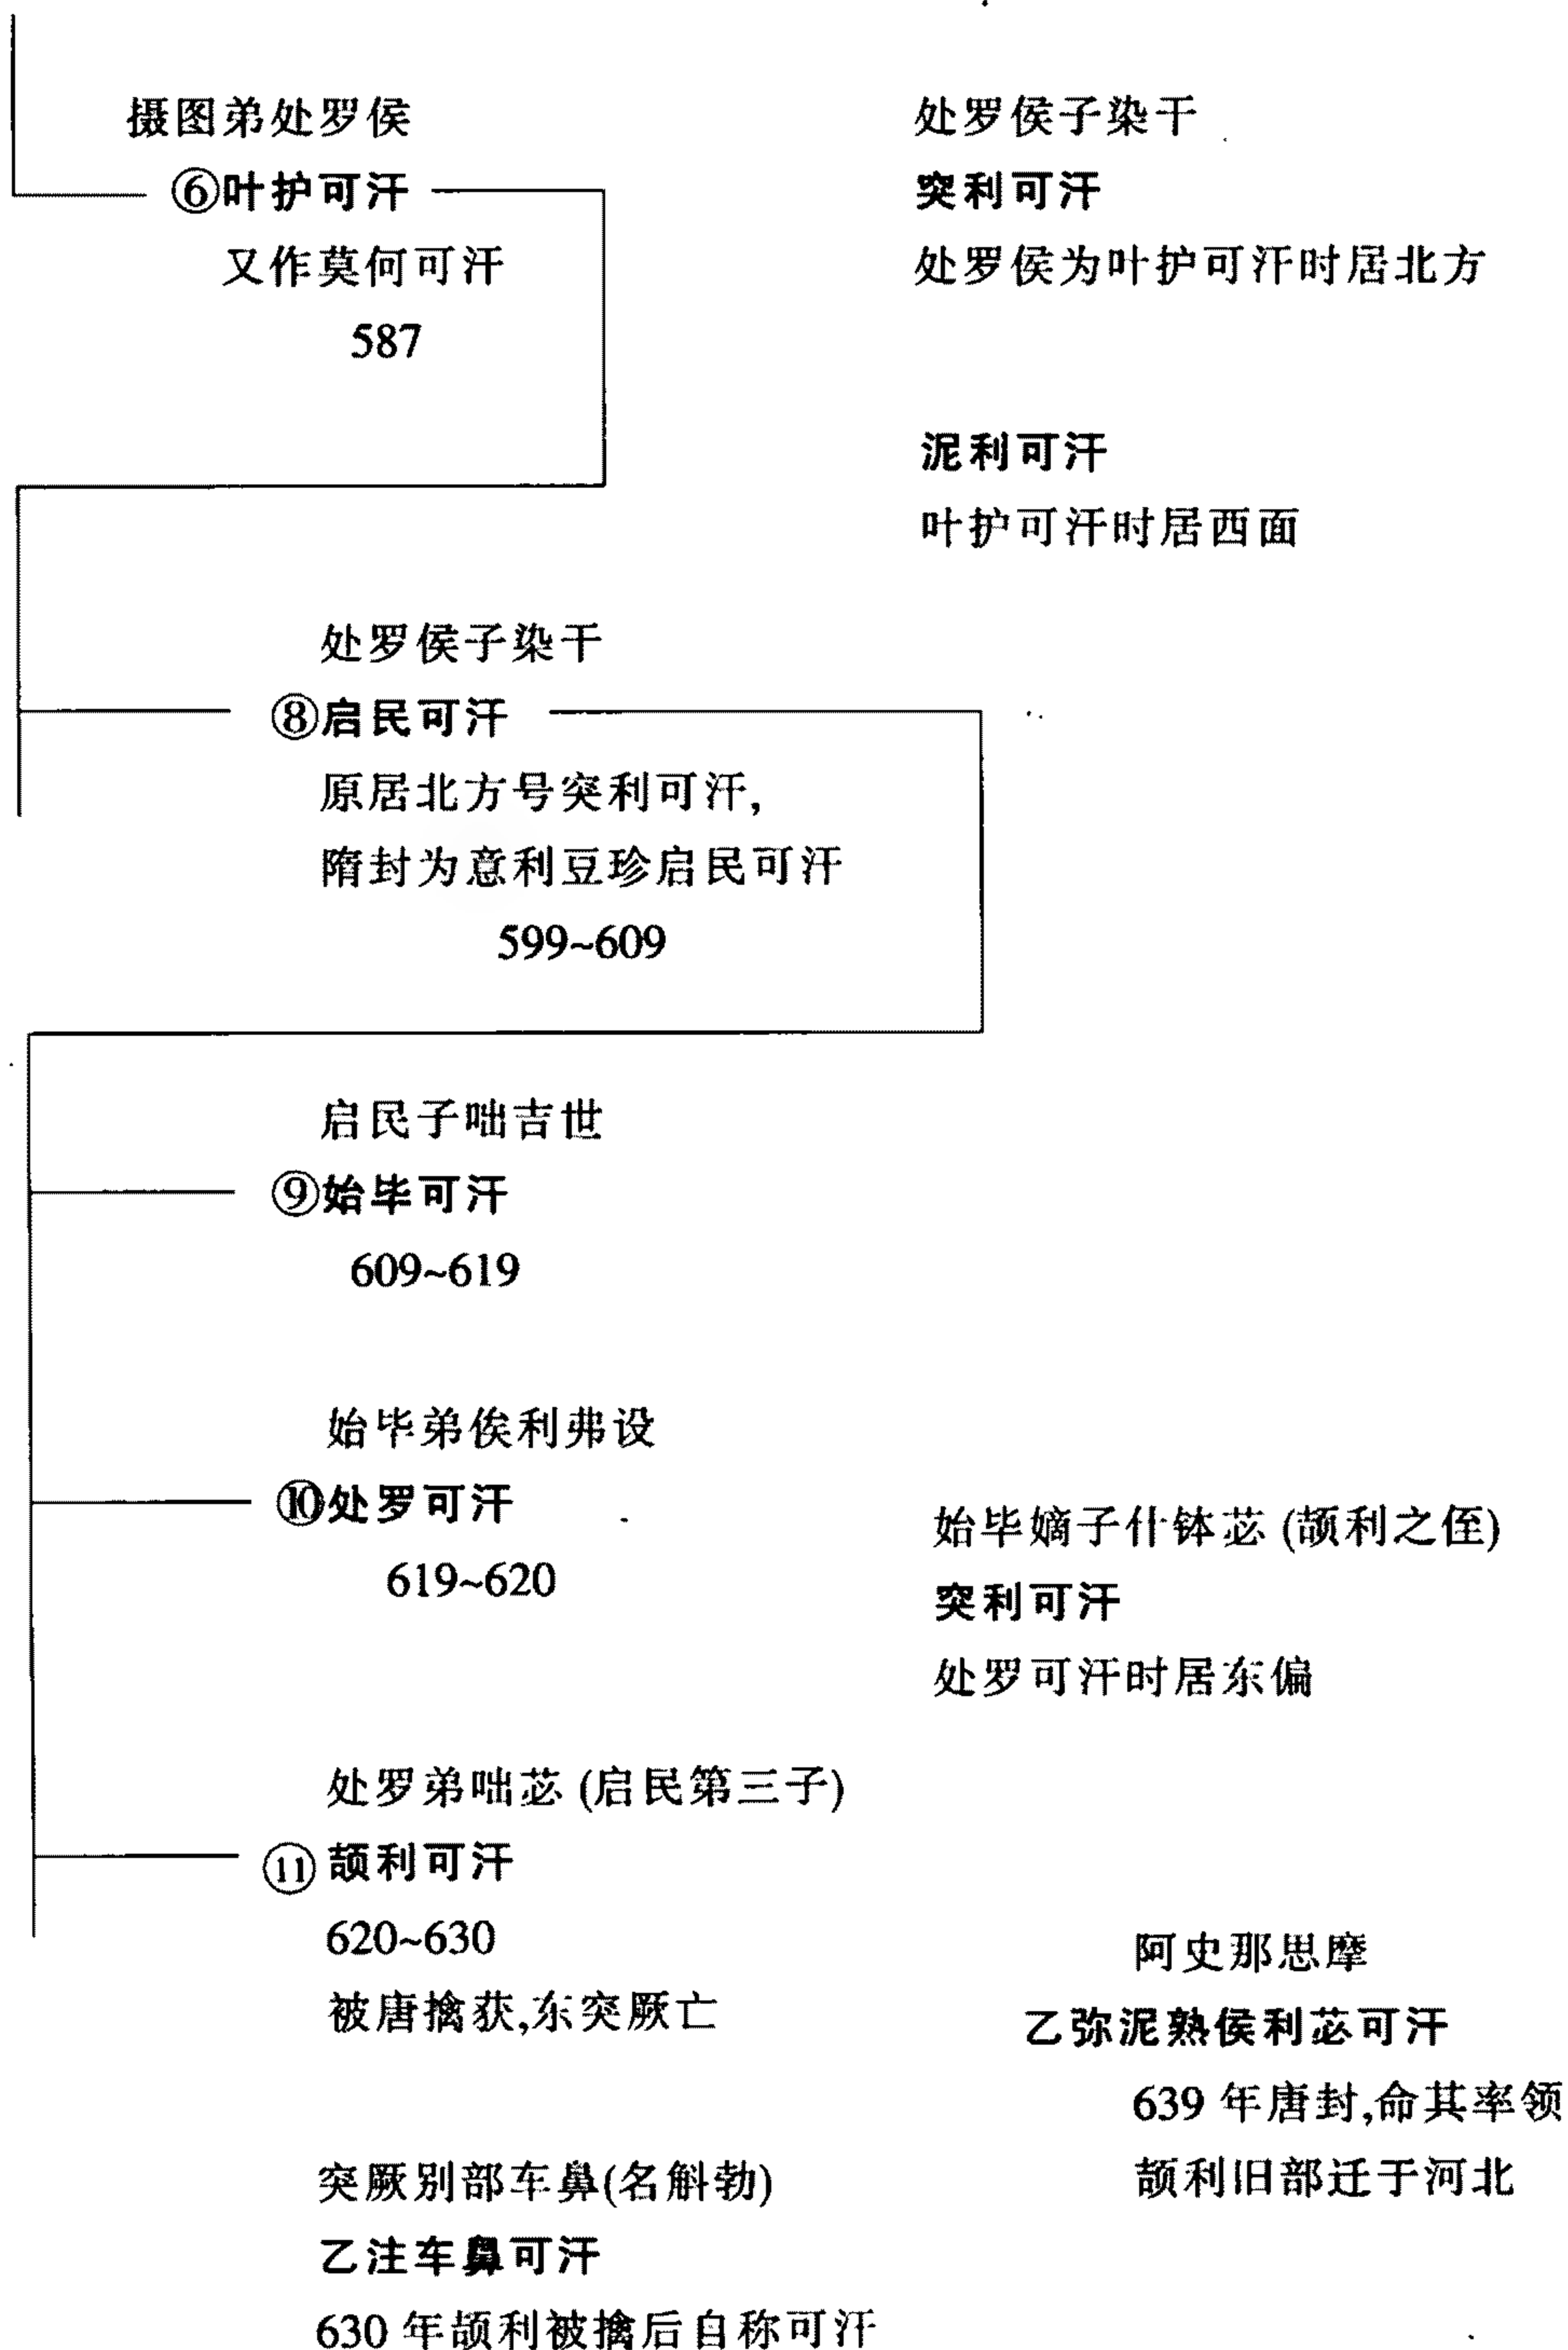 摄图弟处罗侯
⑥叶护可汗
又作莫何可汗
587
处罗侯子染干
突利可汗
处罗侯为叶护可汗时居北方
泥利可汗
叶护可汗时居西面
处罗侯子染干
⑧启民可汗
原居北方号突利可汗,
隋封为意利豆珍启民可汗
599~609
启民子咄吉世
⑨始毕可汗
609~619
始毕弟俟利弗设
⑩处罗可汗
619~620
始毕嫡子什钵苾 (颉利之侄)
突利可汗
处罗可汗时居东偏
处罗弟咄苾 (启民第三子)
⑪颉利可汗
620~630
被唐擒获,东突厥亡
阿史那思摩
乙弥泥熟侯利苾可汗
639 年唐封,命其率领
颉利旧部迁于河北
突厥别部车鼻(名斛勃)
乙注车鼻可汗
630 年颉利被擒后自称可汗